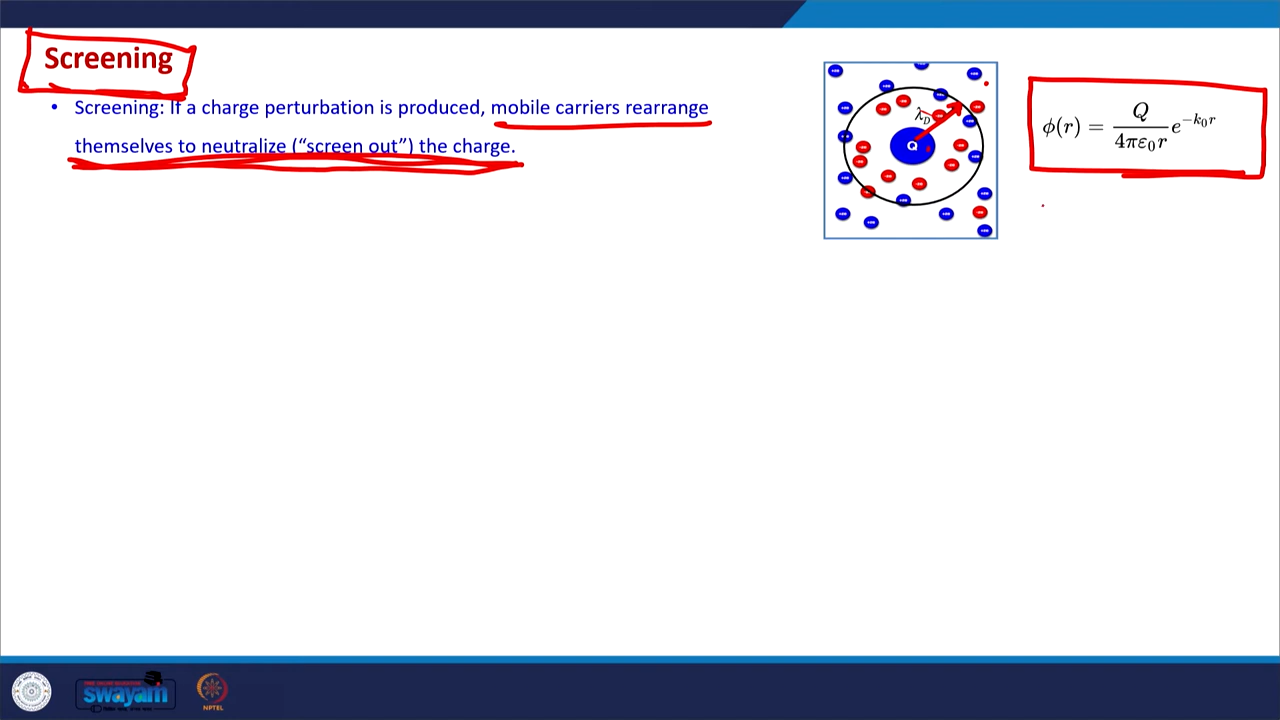 Screening
• Screening: If a charge perturbation is produced, mobile carriers rearrange
themselves to neutralize (“screen out”) the charge.
λ_D
Q
ϕ(r) = Q / (4πε₀r) e^{−k₀r}
swayam
NPTEL